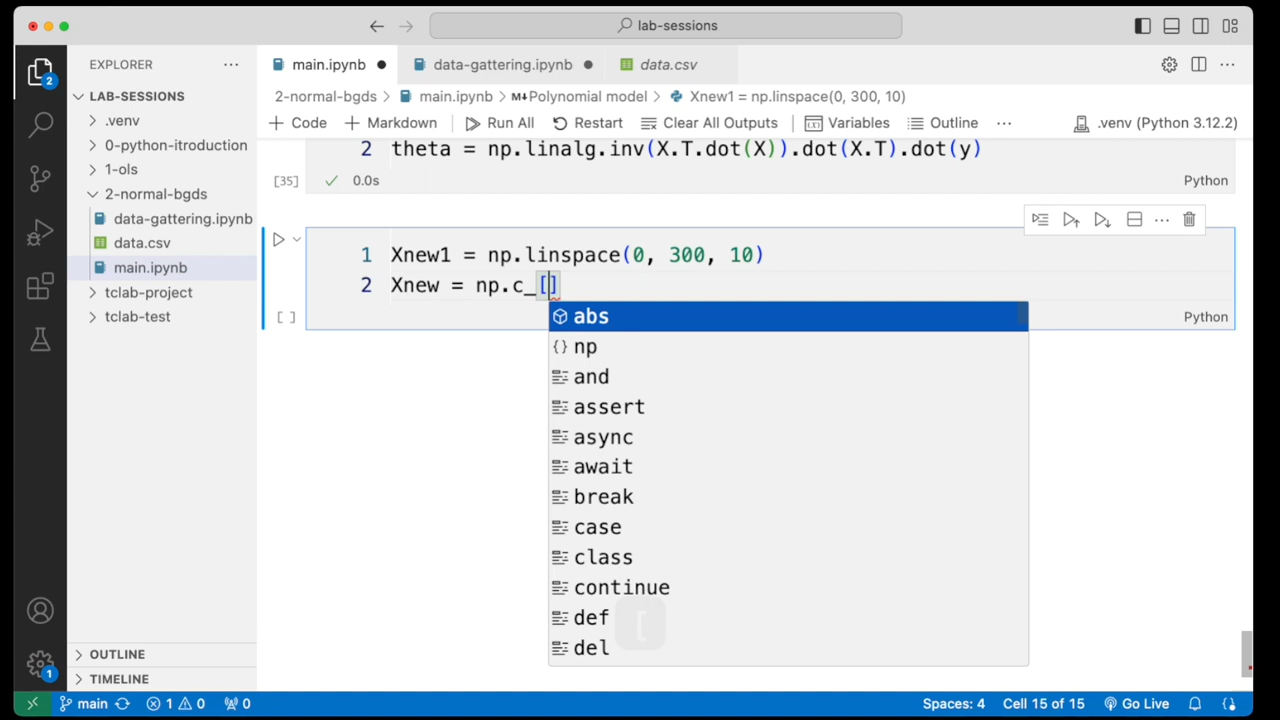 lab-sessions
EXPLORER
LAB-SESSIONS
.venv
0-python-itroduction
1-ols
2-normal-bgds
data-gattering.ipynb
data.csv
main.ipynb
tclab-project
tclab-test
OUTLINE
TIMELINE
2
1
main.ipynb
data-gattering.ipynb
data.csv
2-normal-bgds > main.ipynb > M↓Polynomial model > Xnew1 = np.linspace(0, 300, 10)
+ Code + Markdown Run All Restart Clear All Outputs Variables Outline ... .venv (Python 3.12.2)
2 theta = np.linalg.inv(X.T.dot(X)).dot(X.T).dot(y)
[35] ✓ 0.0s Python
1 Xnew1 = np.linspace(0, 300, 10)
2 Xnew = np.c_[]
[ ] Python
abs
{} np
and
assert
async
await
break
case
class
continue
def
del
[
main 1 0 0 Spaces: 4 Cell 15 of 15 Go Live